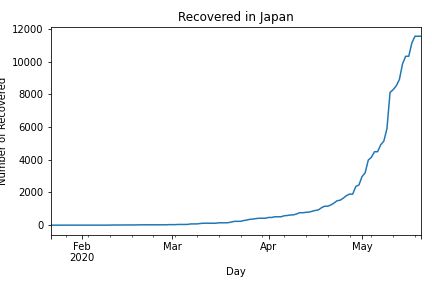 Recovered in Japan
12000
10000
8000
6000
4000
2000
0
Number of Recovered
Feb
2020
Mar
Apr
May
Day